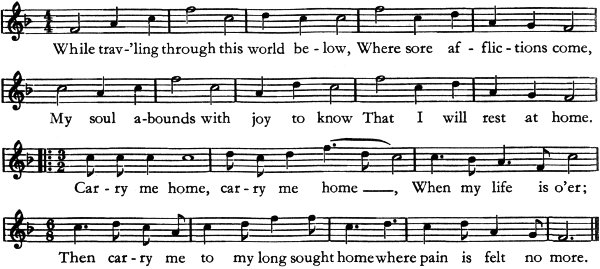 While trav-'ling through this world be - low, Where sore af - flic - tions come,
My soul a-bounds with joy to know That I will rest at home.
Car - ry me home, car - ry me home ——, When my life is o'er;
Then car - ry me to my long sought home where pain is felt no more.